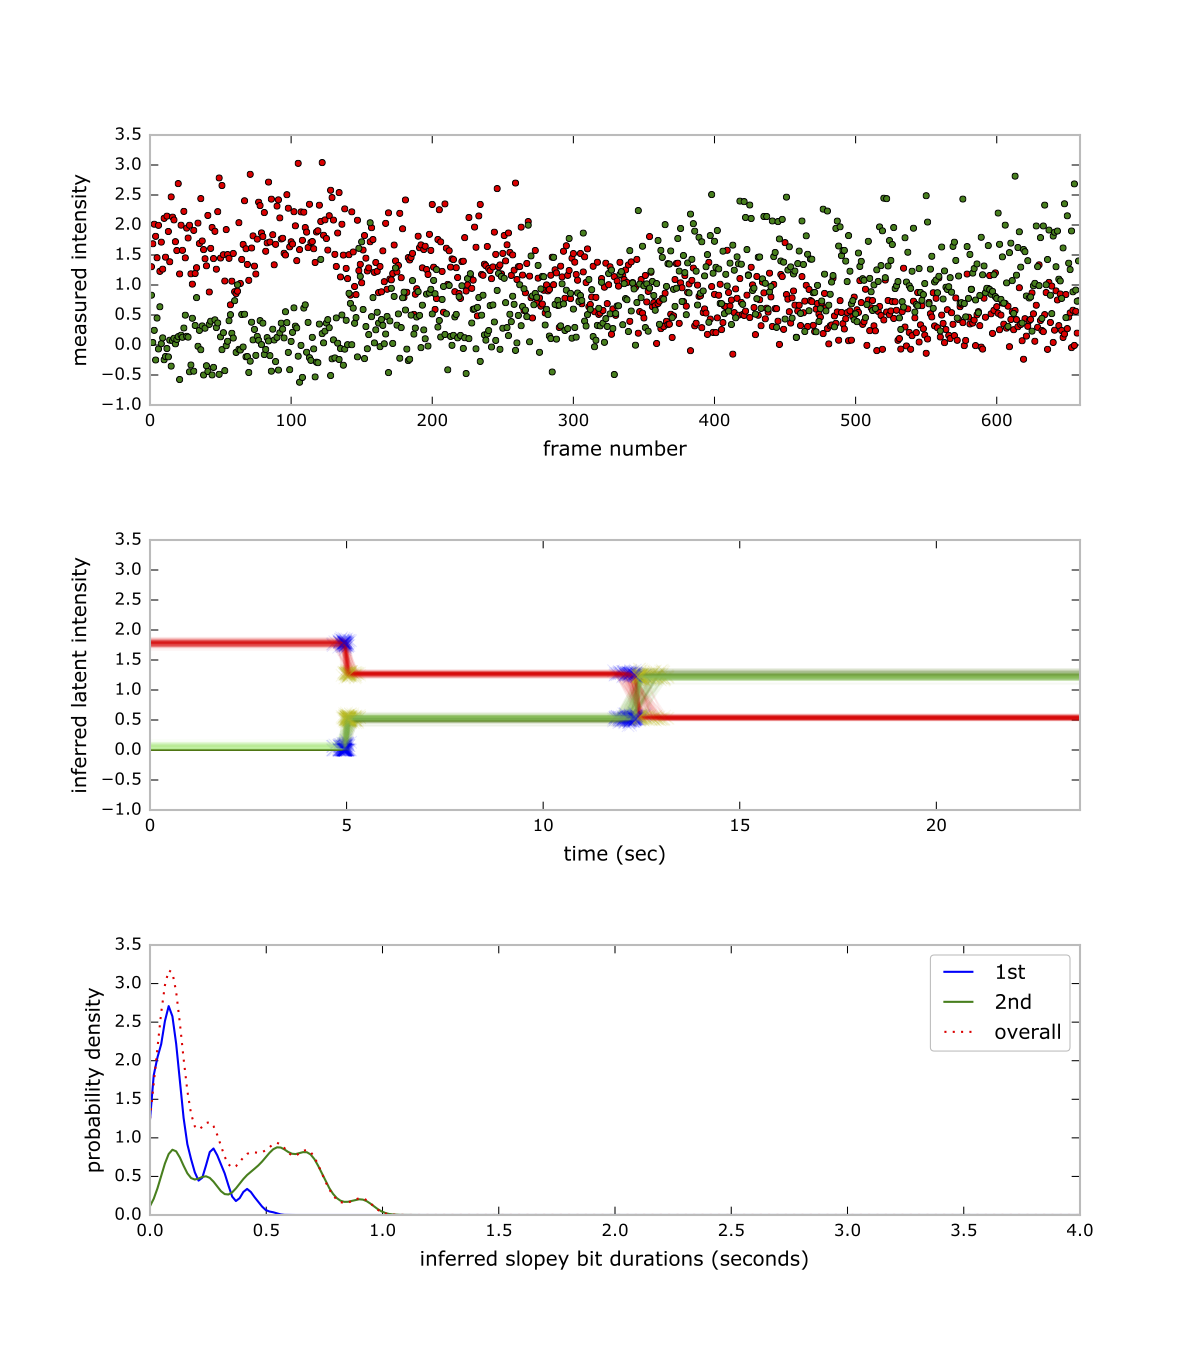 3.5
3.0
2.5
2.0
1.5
1.0
0.5
0.0
−0.5
−1.0
measured intensity
0 100 200 300 400 500 600
frame number
3.5
3.0
2.5
2.0
1.5
1.0
0.5
0.0
−0.5
−1.0
inferred latent intensity
0 5 10 15 20
time (sec)
3.5
3.0
2.5
2.0
1.5
1.0
0.5
0.0
probability density
1st
2nd
overall
0.0 0.5 1.0 1.5 2.0 2.5 3.0 3.5 4.0
inferred slopey bit durations (seconds)